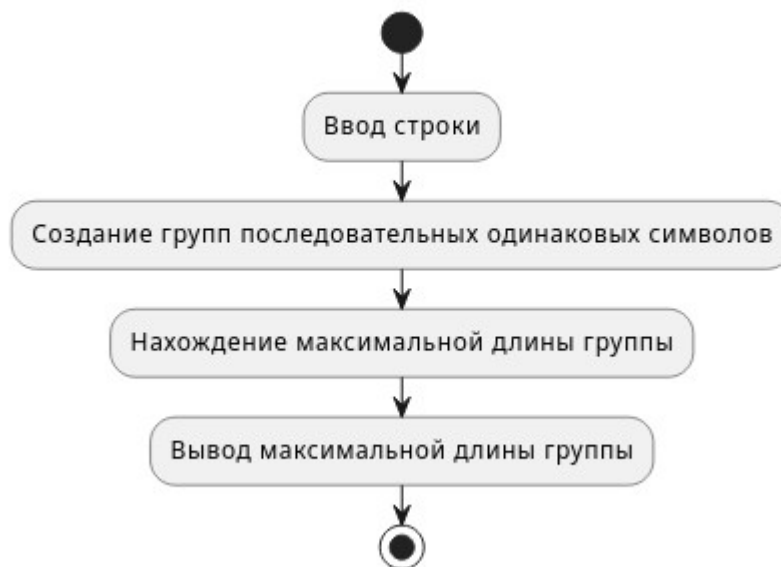 Ввод строки
Создание групп последовательных одинаковых символов
Нахождение максимальной длины группы
Вывод максимальной длины группы